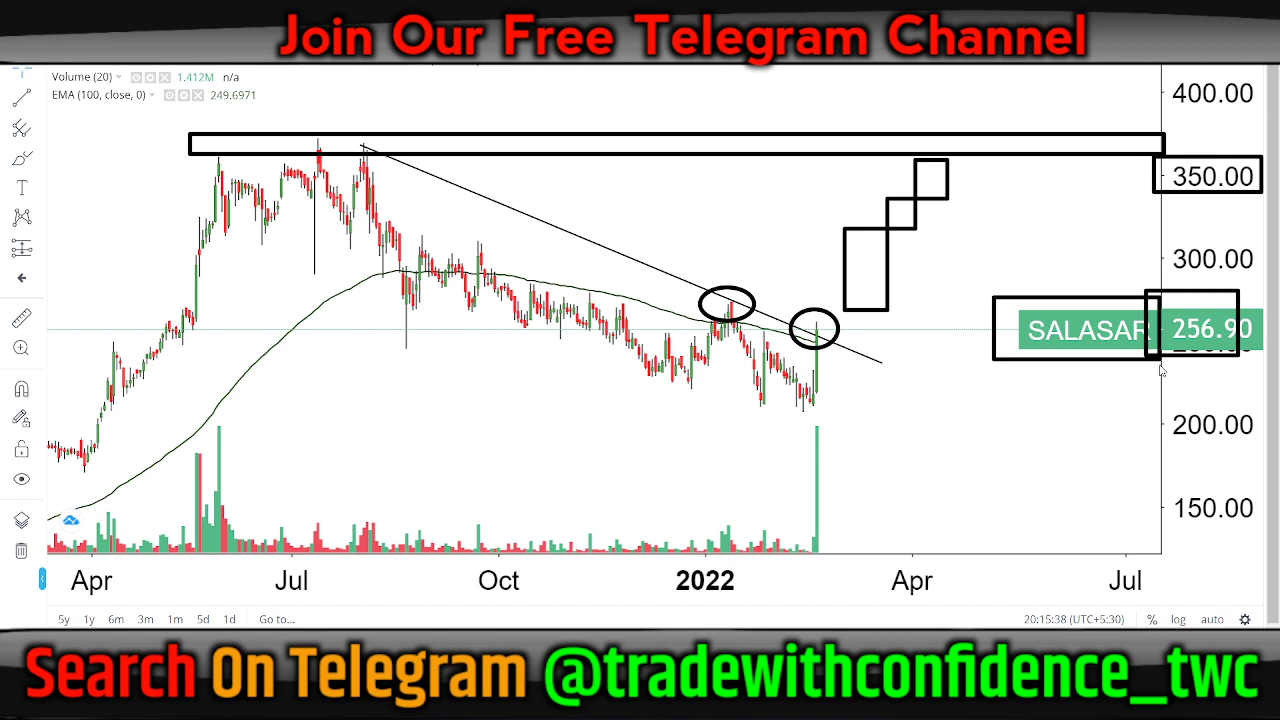 Join Our Free Telegram Channel
Volume (20) 1.412M n/a
EMA (100, close, 0) 249.6971
400.00
350.00
300.00
SALASAR 256.90
200.00
150.00
Apr Jul Oct 2022 Apr Jul
5y 1y 6m 3m 1m 5d 1d Go to... 20:15:38 (UTC+5:30) % log auto
Search On Telegram @tradewithconfidence_twc